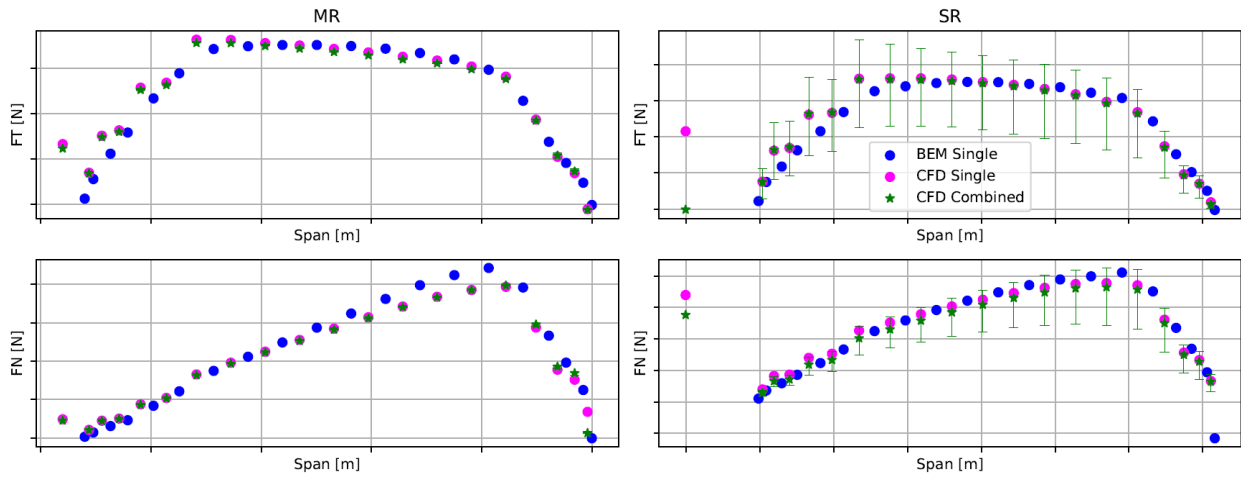 MR
SR
FT [N]
FT [N]
BEM Single
CFD Single
CFD Combined
Span [m]
Span [m]
FN [N]
FN [N]
Span [m]
Span [m]